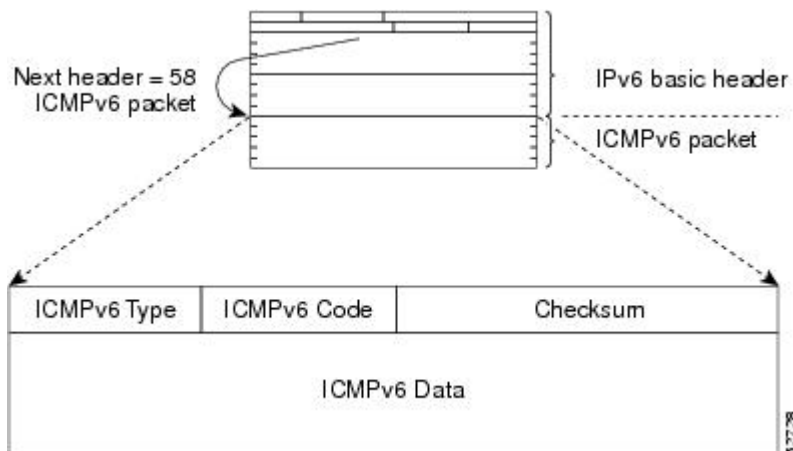 Next header = 58
ICMPv6 packet
IPv6 basic header
ICMPv6 packet
ICMPv6 Type
ICMPv6 Code
Checksum
ICMPv6 Data